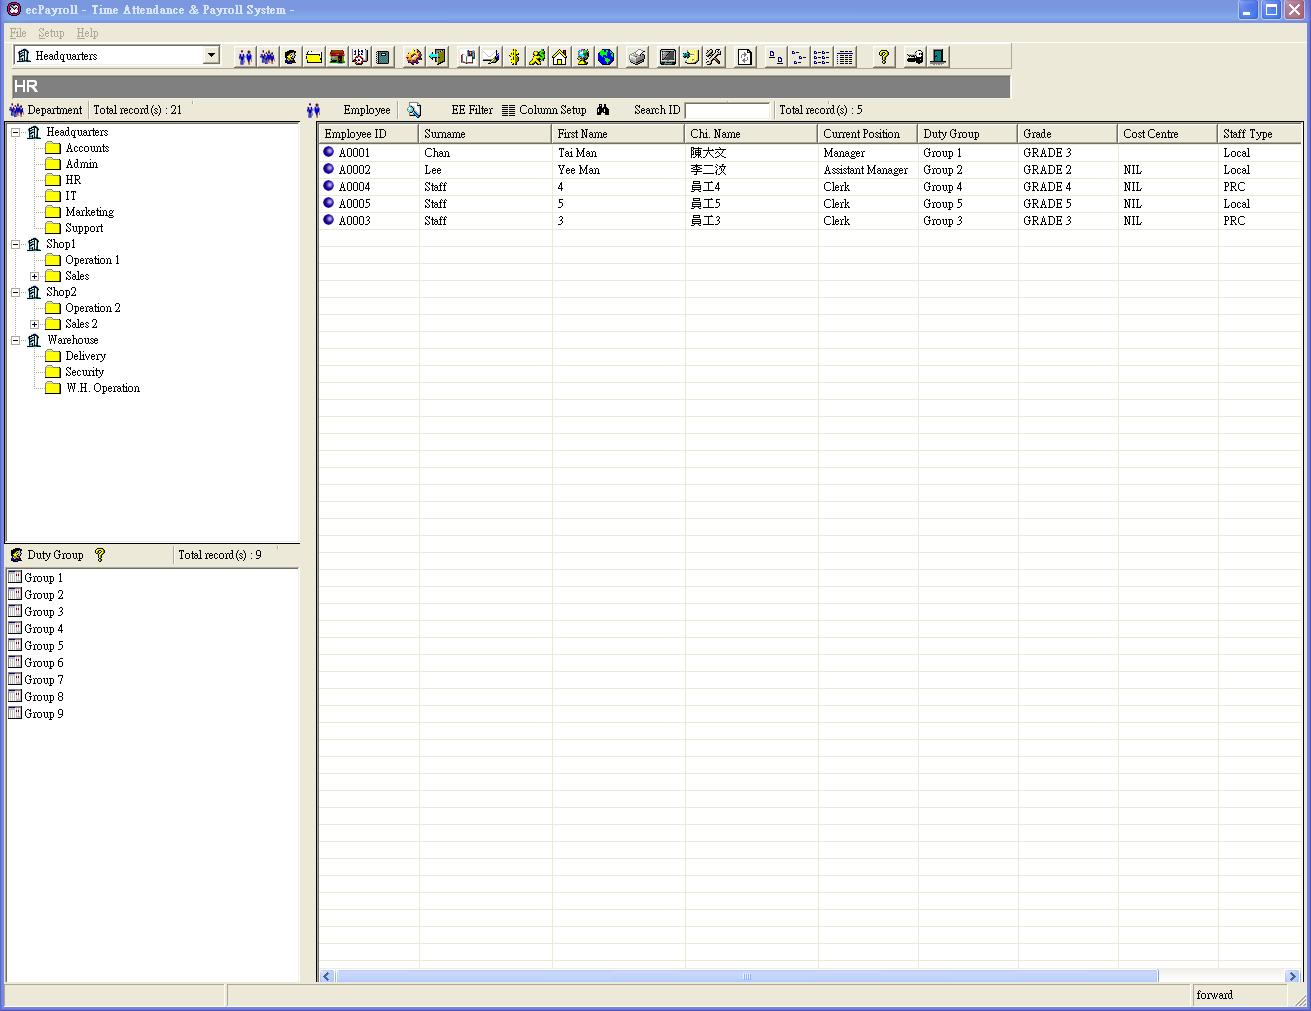 ecPayroll - Time Attendance & Payroll System -
File Setup Help
Headquarters
HR
Department Total record(s) : 21 Employee EE Filter Column Setup Search ID Total record(s) : 5
Headquarters
Accounts
Admin
HR
IT
Marketing
Support
Shop1
Operation 1
Sales
Shop2
Operation 2
Sales 2
Warehouse
Delivery
Security
W.H. Operation
Employee ID Surname First Name Chi. Name Current Position Duty Group Grade Cost Centre Staff Type
A0001 Chan Tai Man 陳大文 Manager Group 1 GRADE 3 Local
A0002 Lee Yee Man 李二汶 Assistant Manager Group 2 GRADE 2 NIL Local
A0004 Staff 4 員工4 Clerk Group 4 GRADE 4 NIL PRC
A0005 Staff 5 員工5 Clerk Group 5 GRADE 5 NIL Local
A0003 Staff 3 員工3 Clerk Group 3 GRADE 3 NIL PRC
Duty Group Total record(s) : 9
Group 1
Group 2
Group 3
Group 4
Group 5
Group 6
Group 7
Group 8
Group 9
forward